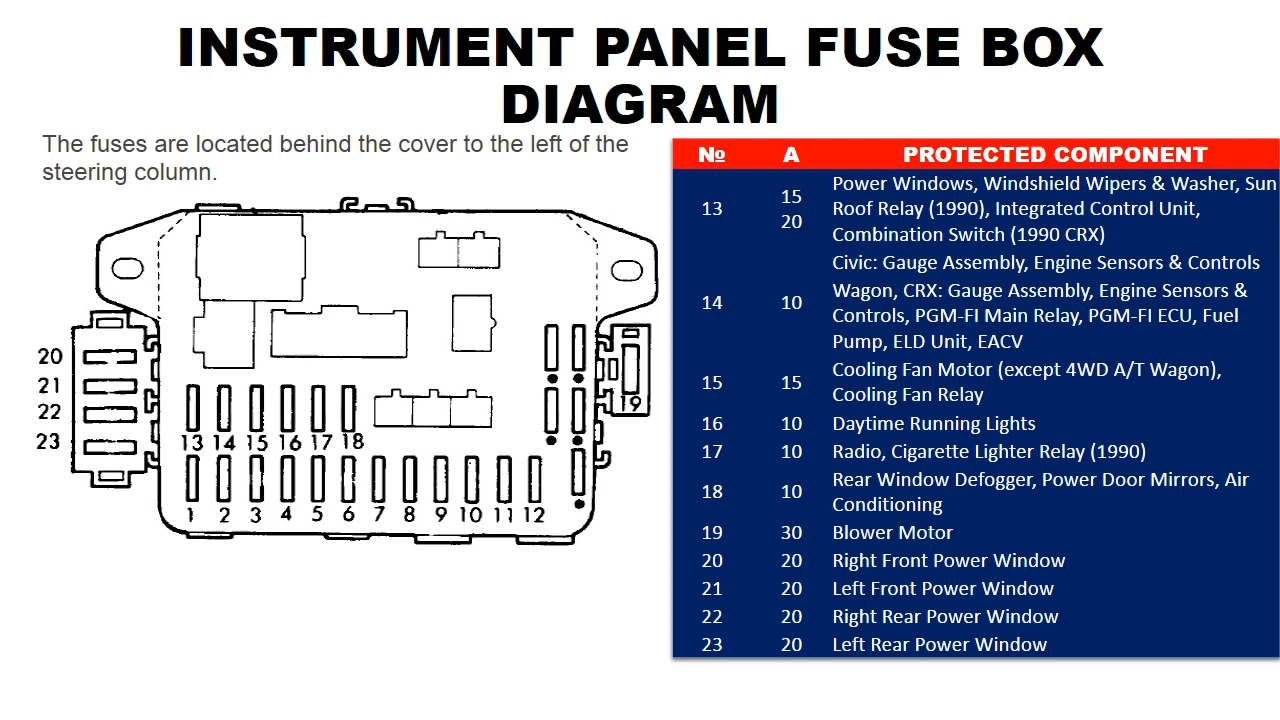 INSTRUMENT PANEL FUSE BOX
DIAGRAM
The fuses are located behind the cover to the left of the
steering column.
20
21
22
23
19
13 14 15 16 17 18
1 2 3 4 5 6 7 8 9 10 11 12
№ A PROTECTED COMPONENT
13 15 20 Power Windows, Windshield Wipers & Washer, Sun
Roof Relay (1990), Integrated Control Unit,
Combination Switch (1990 CRX)
14 10 Civic: Gauge Assembly, Engine Sensors & Controls
Wagon, CRX: Gauge Assembly, Engine Sensors &
Controls, PGM-FI Main Relay, PGM-FI ECU, Fuel
Pump, ELD Unit, EACV
15 15 Cooling Fan Motor (except 4WD A/T Wagon),
Cooling Fan Relay
16 10 Daytime Running Lights
17 10 Radio, Cigarette Lighter Relay (1990)
18 10 Rear Window Defogger, Power Door Mirrors, Air
Conditioning
19 30 Blower Motor
20 20 Right Front Power Window
21 20 Left Front Power Window
22 20 Right Rear Power Window
23 20 Left Rear Power Window